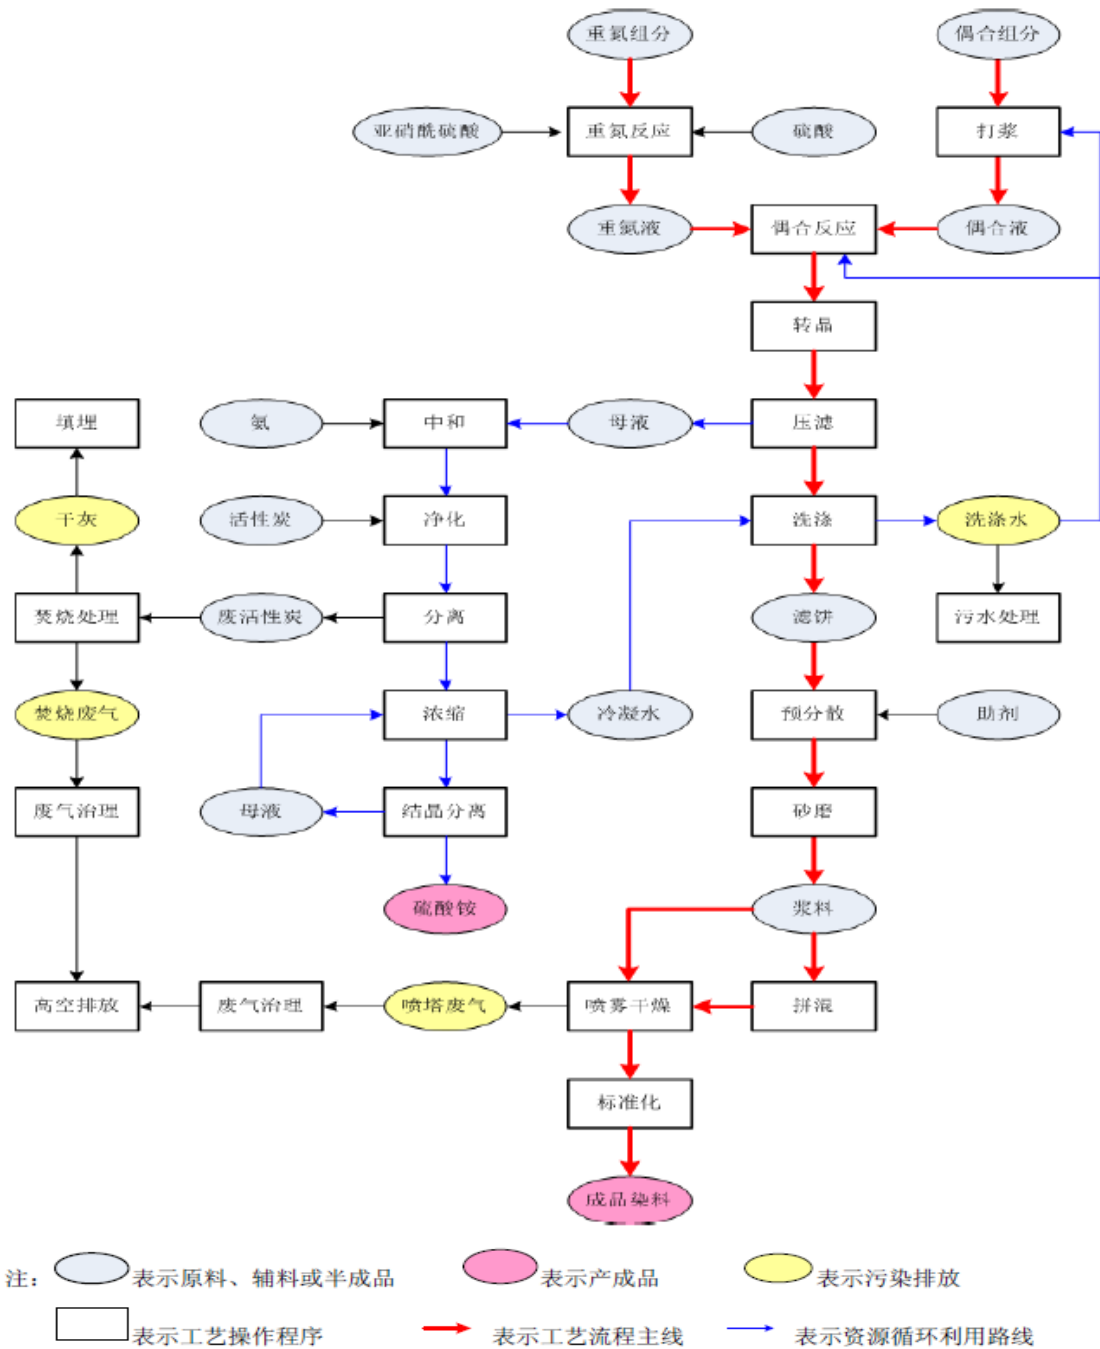 重氮组分 偶合组分
亚硝酰硫酸 重氮反应 硫酸 打浆
重氮液 偶合反应 偶合液
转晶
填埋 氨 中和 母液 压滤
干灰 活性炭 净化 洗涤 洗涤水
焚烧处理 废活性炭 分离 滤饼 污水处理
焚烧废气 浓缩 冷凝水 预分散 助剂
废气治理 母液 结晶分离 砂磨
硫酸铵 浆料
高空排放 废气治理 喷塔废气 喷雾干燥 拼混
标准化
成品染料
注： 表示原料、辅料或半成品 表示产成品 表示污染排放
表示工艺操作程序 表示工艺流程主线 表示资源循环利用路线